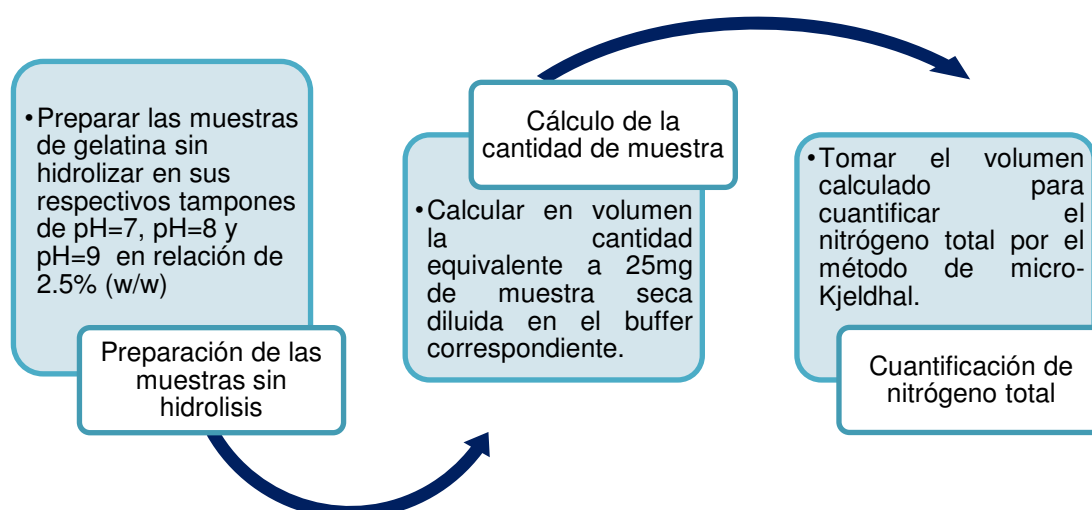 •Preparar las muestras
de gelatina sin
hidrolizar en sus
respectivos tampones
de pH=7, pH=8 y
pH=9 en relación de
2.5% (w/w)
Preparación de las
muestras sin
hidrolisis
Cálculo de la
cantidad de muestra
•Calcular en volumen
la cantidad
equivalente a 25mg
de muestra seca
diluida en el buffer
correspondiente.
•Tomar el volumen
calculado para
cuantificar el
nitrógeno total por el
método de micro-
Kjeldhal.
Cuantificación de
nitrógeno total